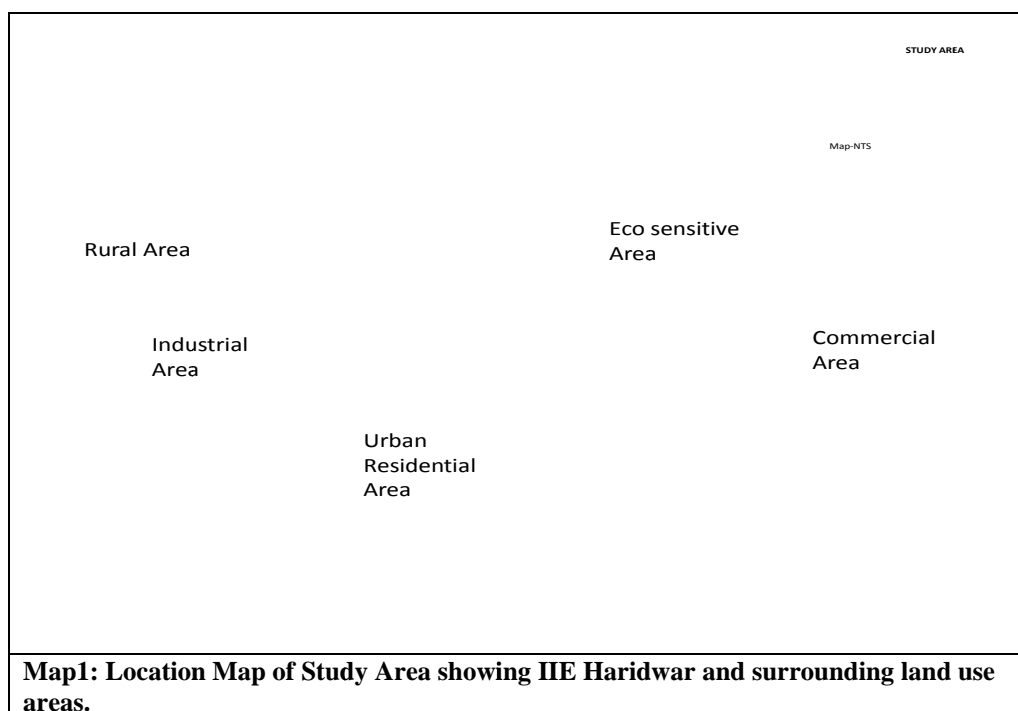 STUDY AREA
Map-NTS
Eco sensitive
Area
Rural Area
Industrial
Area
Commercial
Area
Urban
Residential
Area
Map1: Location Map of Study Area showing IIE Haridwar and surrounding land use
areas.